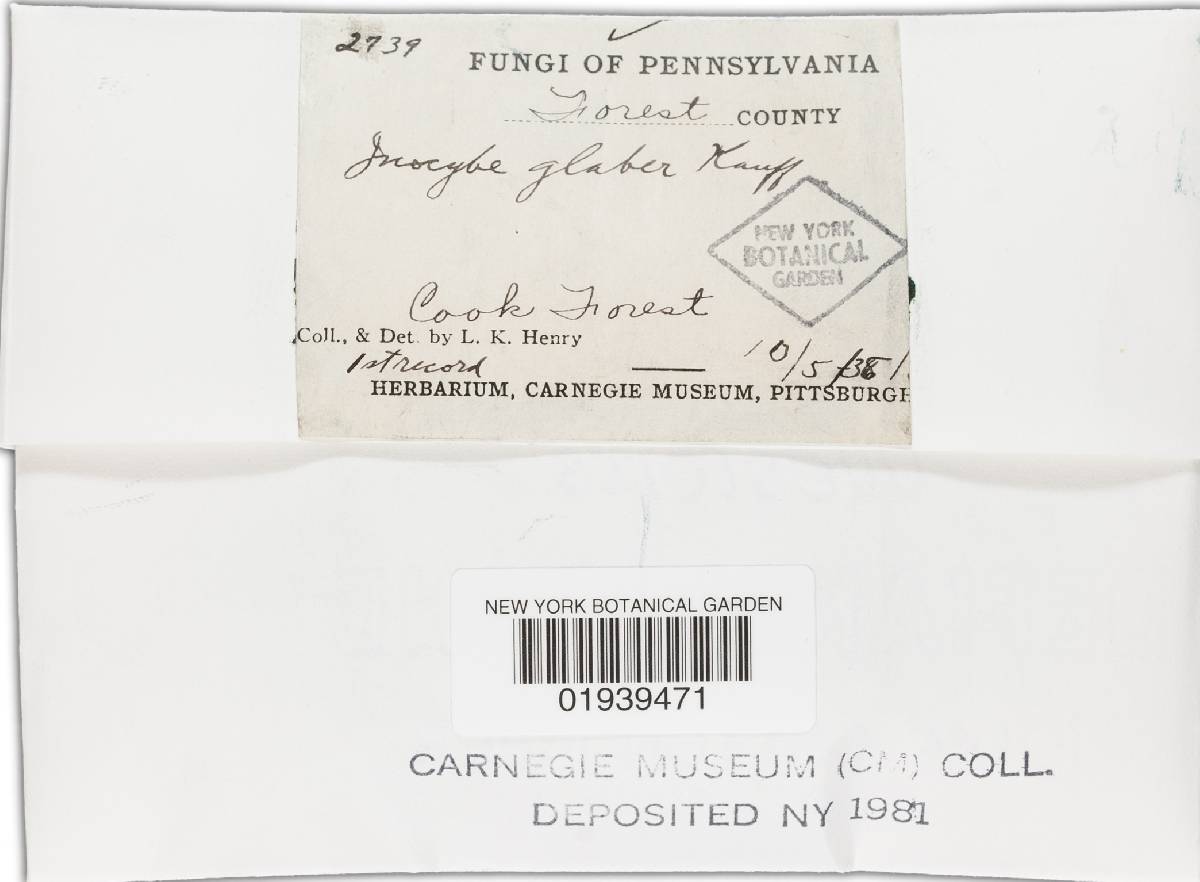 2739
FUNGI OF PENNSYLVANIA
Forest COUNTY
Inocybe glaber Kauff
NEW YORK
BOTANICAL
GARDEN
Cook Forest
Coll., & Det. by L. K. Henry
10/5/38
1st record
HERBARIUM, CARNEGIE MUSEUM, PITTSBURGH
NEW YORK BOTANICAL GARDEN
01939471
CARNEGIE MUSEUM (CM) COLL.
DEPOSITED NY 1981